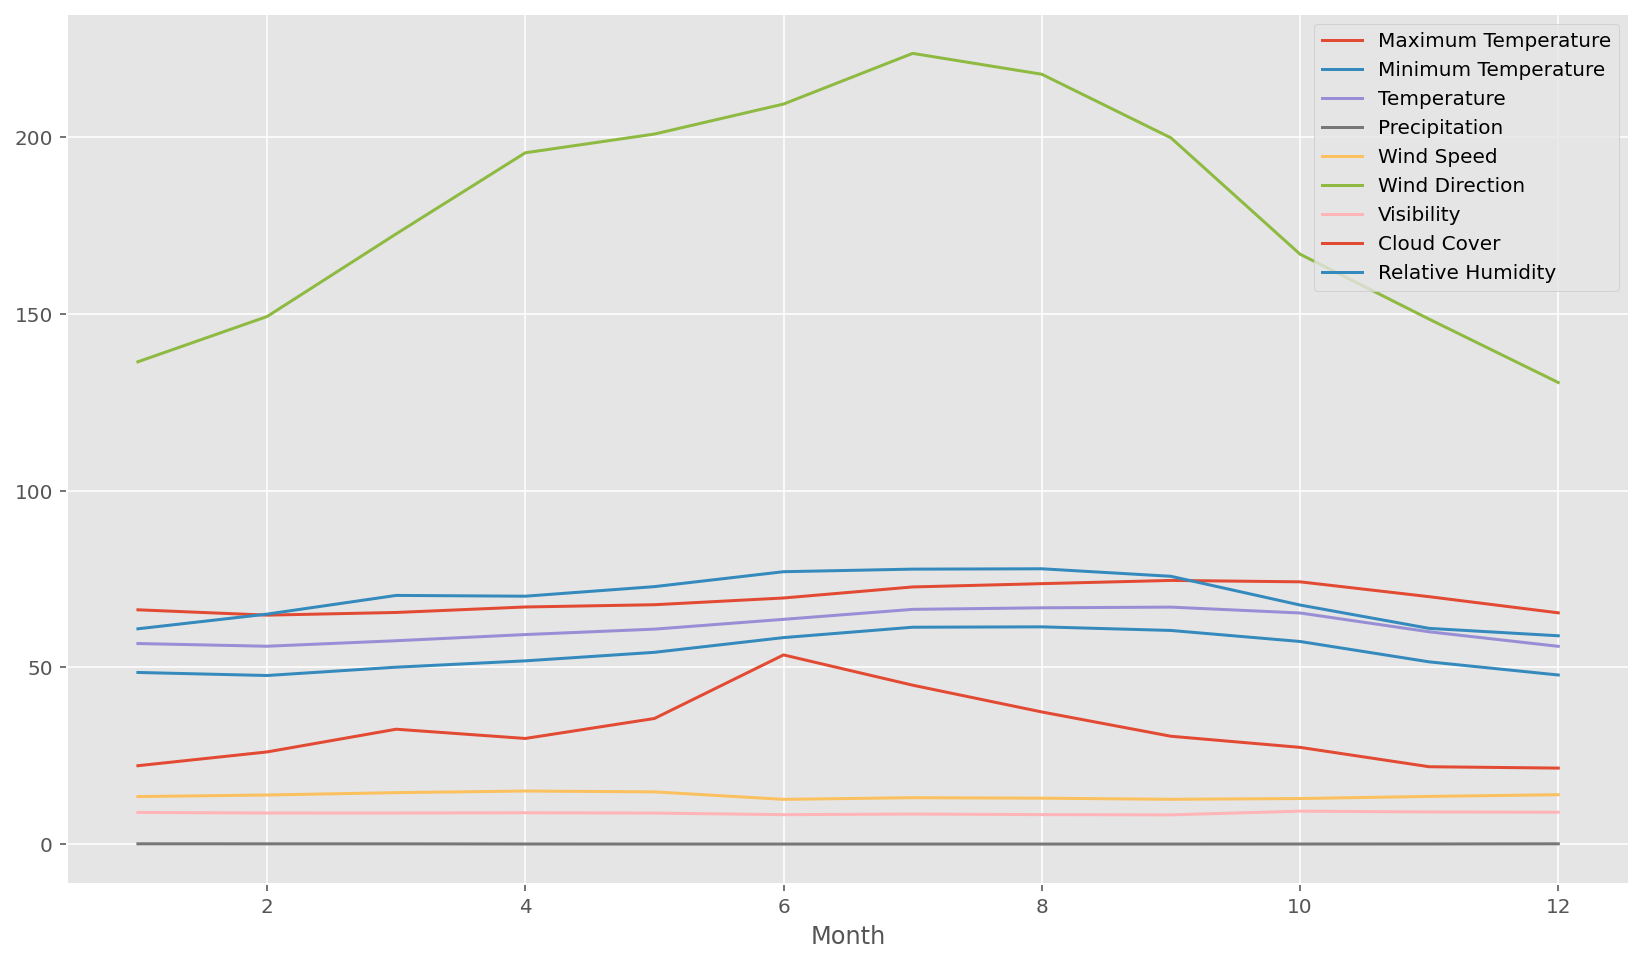 Maximum Temperature
Minimum Temperature
Temperature
Precipitation
Wind Speed
Wind Direction
Visibility
Cloud Cover
Relative Humidity
200
150
100
50
0
2 4 6 8 10 12
Month